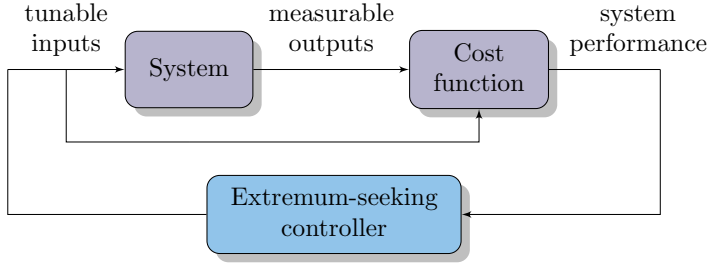 tunable
inputs
System
measurable
outputs
Cost
function
system
performance
Extremum-seeking
controller